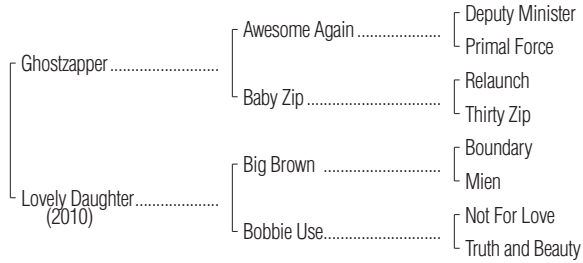 Deputy Minister
Awesome Again ....................
Primal Force
Ghostzapper ..........................
Relaunch
Baby Zip ................................
Thirty Zip
Boundary
Big Brown ............................
Mien
Lovely Daughter....................
(2010)
Not For Love
Bobbie Use............................
Truth and Beauty